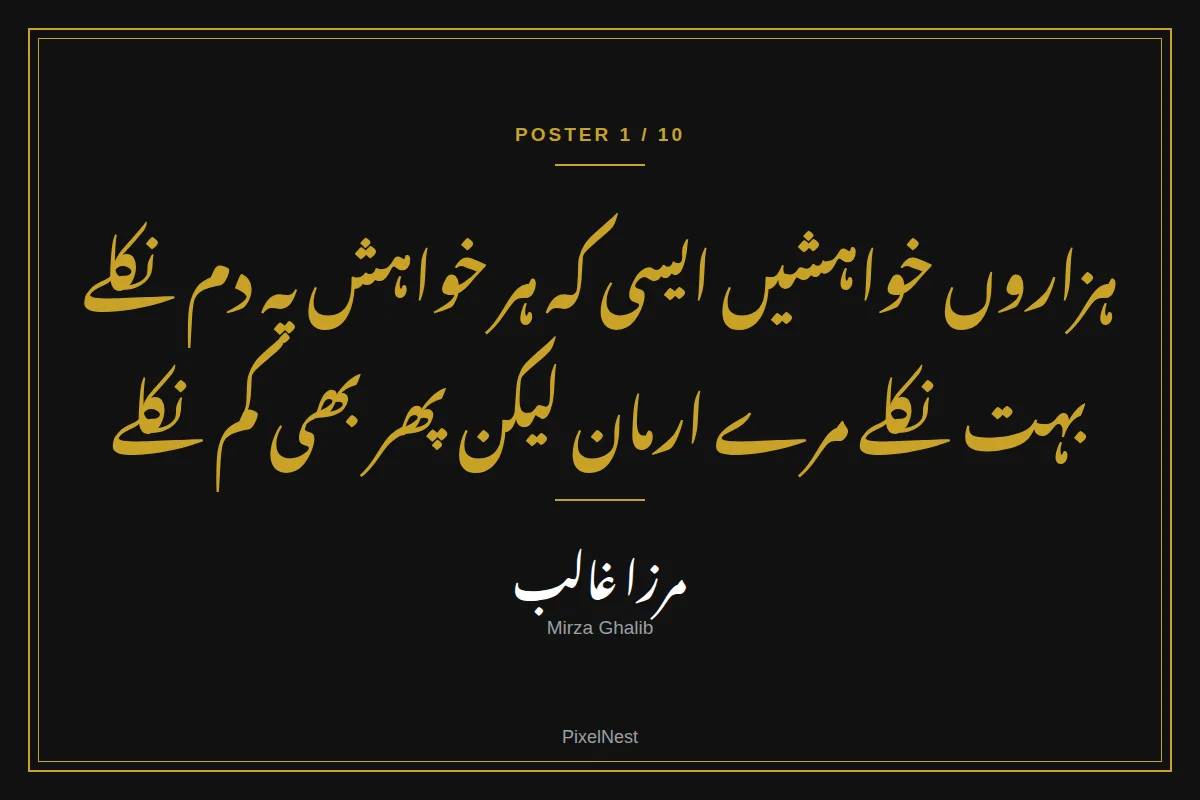 POSTER 1 / 10
ہزاروں خواہشیں ایسی کہ ہر خواہش پہ دم نکلے
بہت نکلے مرے ارمان لیکن پھر بھی کم نکلے
مرزا غالب
Mirza Ghalib
PixelNest